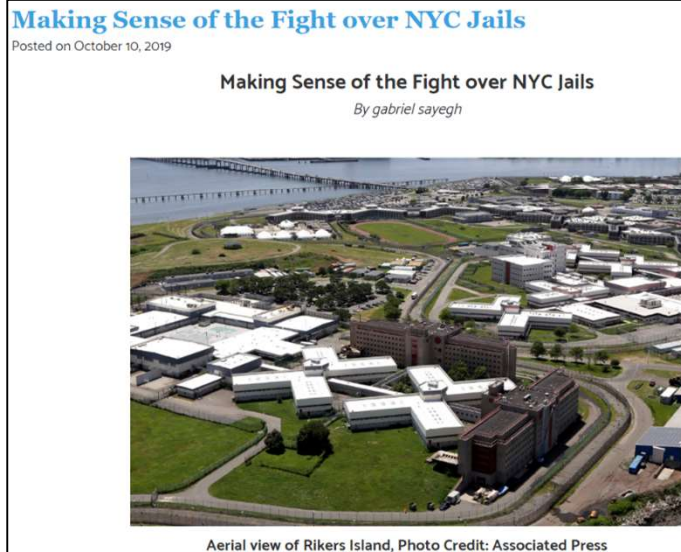 Making Sense of the Fight over NYC Jails
Posted on October 10, 2019
Making Sense of the Fight over NYC Jails
By gabriel sayegh
Aerial view of Rikers Island, Photo Credit: Associated Press